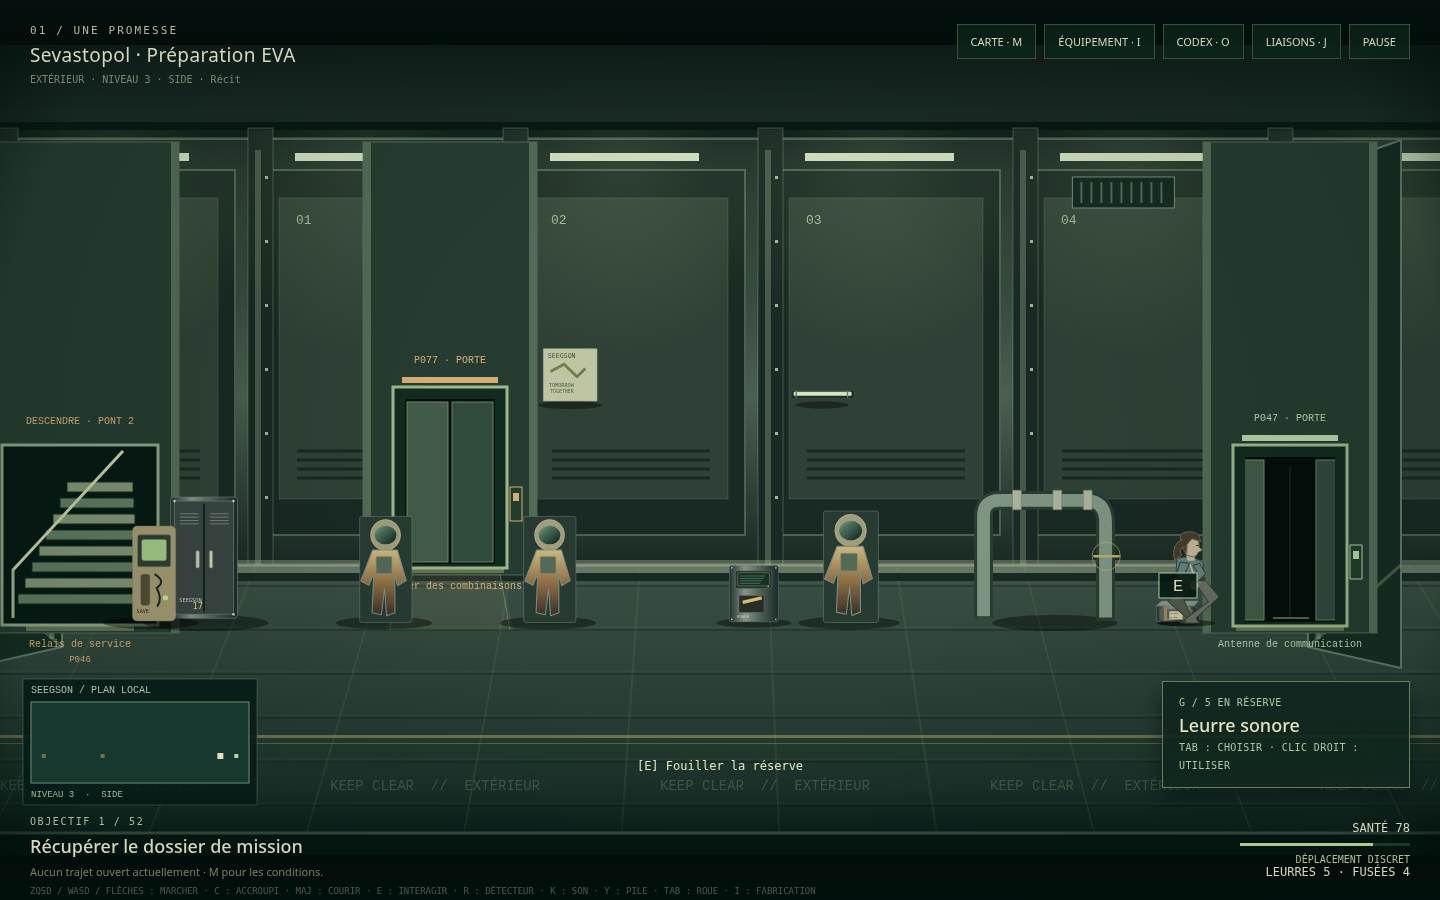 01 / UNE PROMESSE
Sevastopol · Préparation EVA
EXTÉRIEUR · NIVEAU 3 · SIDE · Récit
CARTE · M
ÉQUIPEMENT · I
CODEX · O
LIAISONS · J
PAUSE
01
02
03
04
P077 · PORTE
SEEGSON
TOMORROW
TOGETHER
DESCENDRE · PONT 2
P047 · PORTE
er des combinaisons
SEEGSON
17
SAVE
E
Relais de service
P046
Antenne de communication
SEEGSON / PLAN LOCAL
NIVEAU 3 · SIDE
G / 5 EN RÉSERVE
Leurre sonore
TAB : CHOISIR · CLIC DROIT :
UTILISER
[E] Fouiller la réserve
KEEP CLEAR // EXTÉRIEUR
KEEP CLEAR // EXTÉRIEUR
KEEP CLEAR // EXTÉRIEUR
OBJECTIF 1 / 52
Récupérer le dossier de mission
Aucun trajet ouvert actuellement · M pour les conditions.
ZQSD / WASD / FLÈCHES : MARCHER · C : ACCROUPI · MAJ : COURIR · E : INTERAGIR · R : DÉTECTEUR · K : SON · Y : PILE · TAB : ROUE · I : FABRICATION
SANTÉ 78
DÉPLACEMENT DISCRET
LEURRES 5 · FUSÉES 4